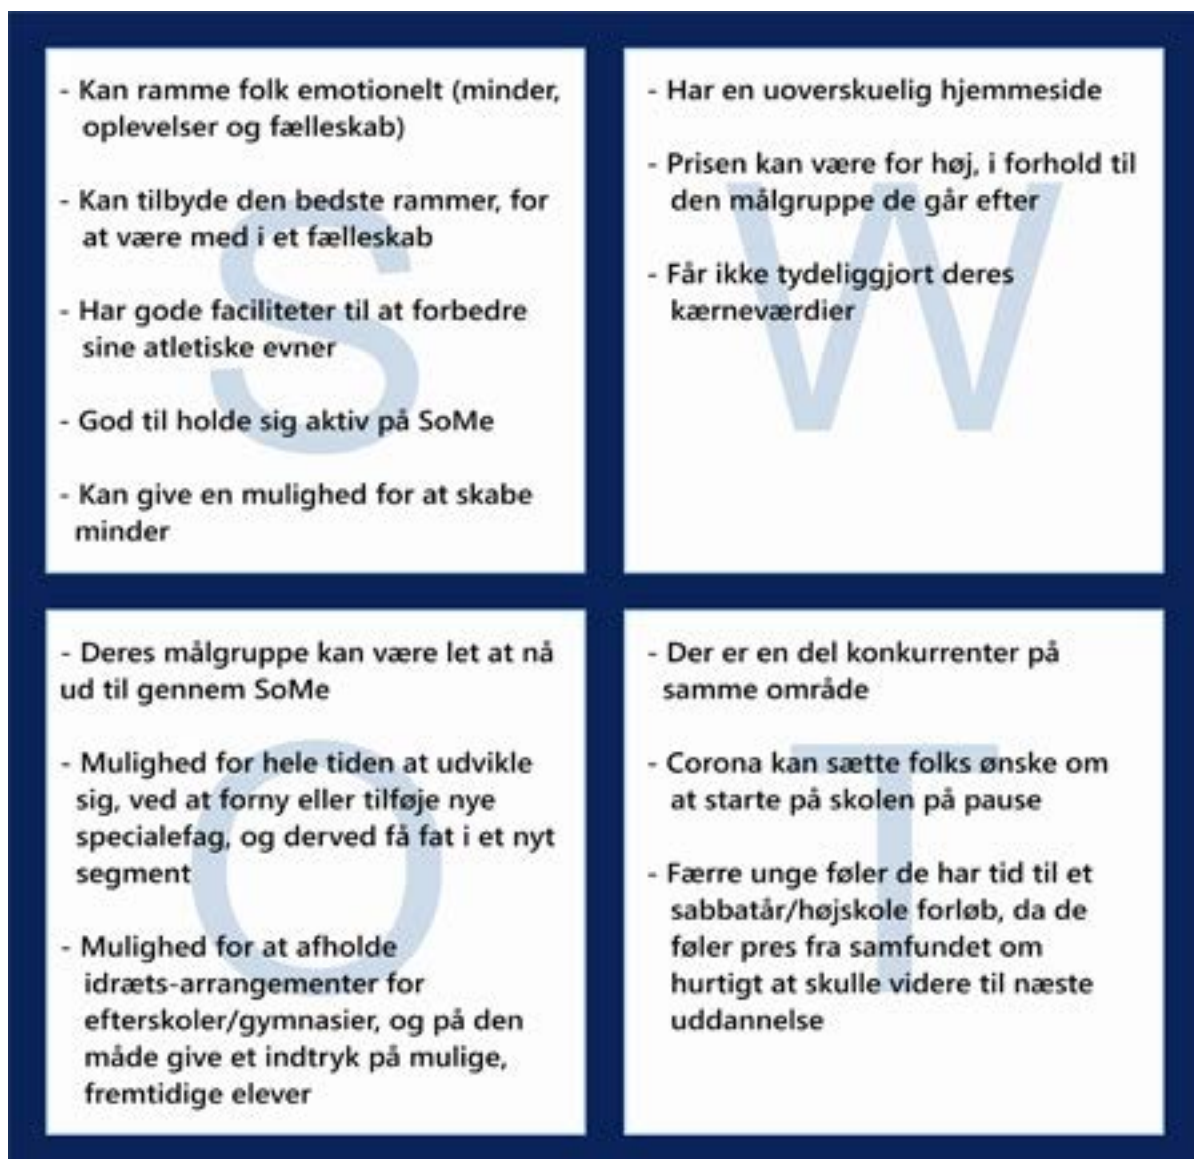 - Kan ramme folk emotionelt (minder,
oplevelser og fælleskab)
- Kan tilbyde den bedste rammer, for
at være med i et fælleskab
- Har gode faciliteter til at forbedre
sine atletiske evner
- God til holde sig aktiv på SoMe
- Kan give en mulighed for at skabe
minder
S
- Har en uoverskuelig hjemmeside
- Prisen kan være for høj, i forhold til
den målgruppe de går efter
- Får ikke tydeliggjort deres
kærneværdier
W
- Deres målgruppe kan være let at nå
ud til gennem SoMe
- Mulighed for hele tiden at udvikle
sig, ved at forny eller tilføje nye
specialefag, og derved få fat i et nyt
segment
- Mulighed for at afholde
idræts-arrangementer for
efterskoler/gymnasier, og på den
måde give et indtryk på mulige,
fremtidige elever
O
- Der er en del konkurrenter på
samme område
- Corona kan sætte folks ønske om
at starte på skolen på pause
- Færre unge føler de har tid til et
sabbatår/højskole forløb, da de
føler pres fra samfundet om
hurtigt at skulle videre til næste
uddannelse
T